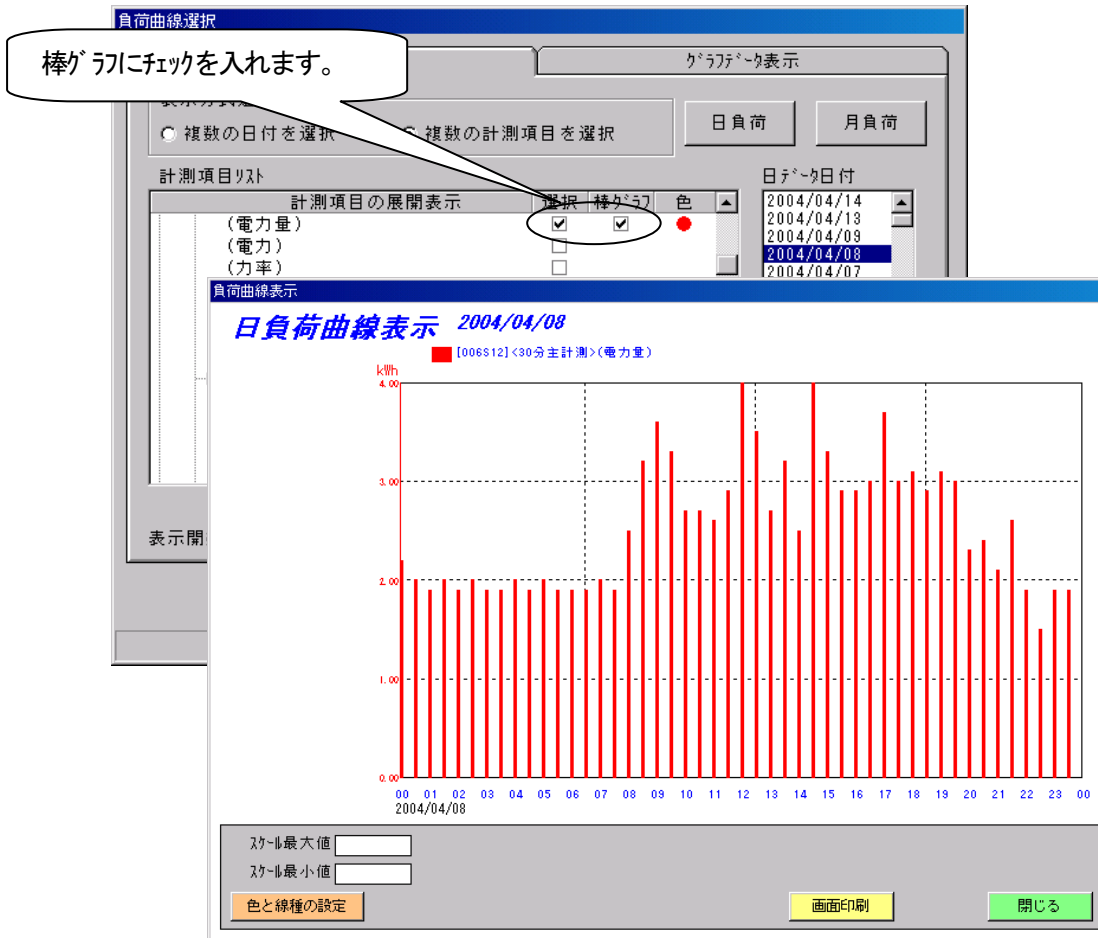 負荷曲線選択
棒ｸﾞﾗﾌにﾁｪｯｸを入れます。
ｸﾞﾗﾌﾃﾞｰﾀ表示
複数の日付を選択
複数の計測項目を選択
日負荷
月負荷
計測項目ﾘｽﾄ
日ﾃﾞｰﾀ日付
計測項目の展開表示 選択 棒ｸﾞﾗﾌ 色
(電力量)
(電力)
(力率)
2004/04/14
2004/04/13
2004/04/09
2004/04/08
2004/04/07
表示開
負荷曲線表示
日負荷曲線表示 2004/04/08
[006S12]<30分主計測>(電力量)
kWh
4.00
3.00
2.00
1.00
0.00
00 01 02 03 04 05 06 07 08 09 10 11 12 13 14 15 16 17 18 19 20 21 22 23 00
2004/04/08
ｽｹｰﾙ最大値
ｽｹｰﾙ最小値
色と線種の設定
画面印刷
閉じる